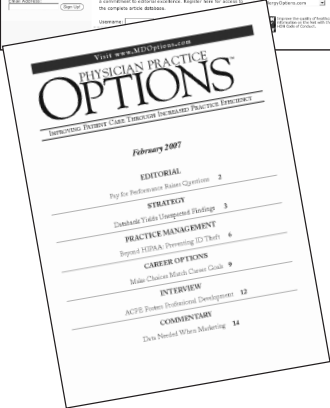 Email Address:
Sign Up!
a commitment to editorial excellence. Register here for access to
the complete article database.
Username:
Visit www.MDOptions.com
PHYSICIAN PRACTICE
OPTIONS™
IMPROVING PATIENT CARE THROUGH INCREASED PRACTICE EFFICIENCY
February 2007
EDITORIAL
Pay for Performance Raises Questions 2
STRATEGY
Databank Yields Unexpected Findings 3
PRACTICE MANAGEMENT
Beyond HIPAA: Preventing ID Theft 6
CAREER OPTIONS
Make Choices Match Career Goals 9
INTERVIEW
ACPE Fosters Professional Development 12
COMMENTARY
Data Needed When Marketing 14